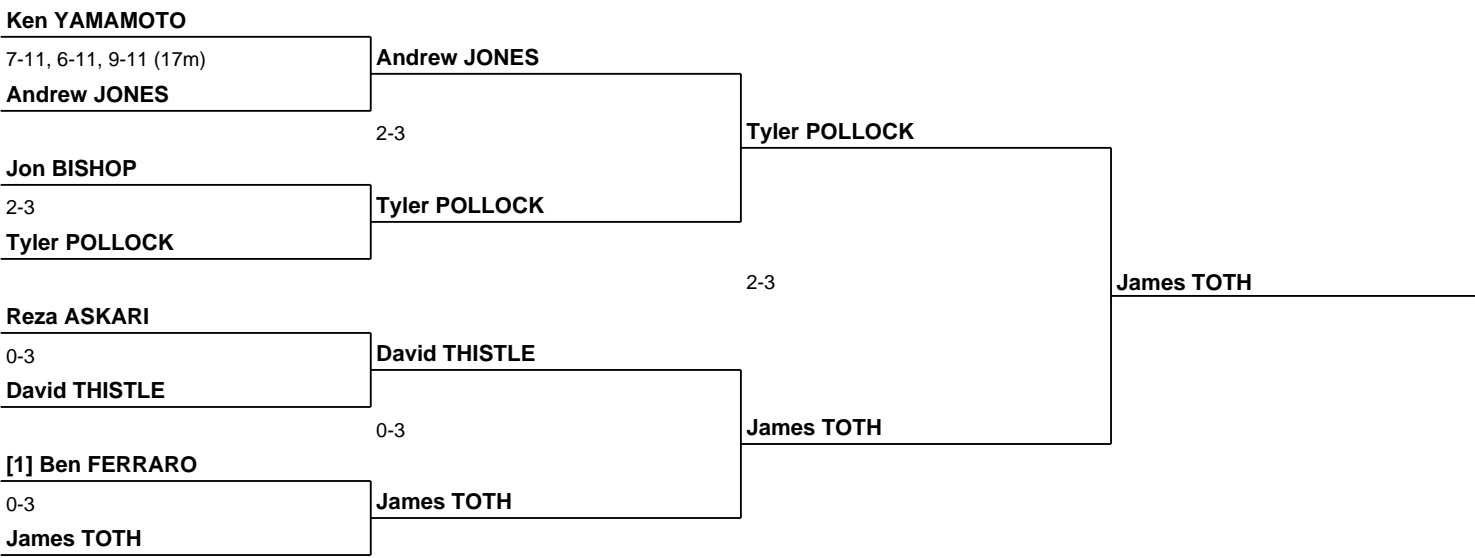 Ken YAMAMOTO
7-11, 6-11, 9-11 (17m)
Andrew JONES
Jon BISHOP
2-3
Tyler POLLOCK
Reza ASKARI
0-3
David THISTLE
[1] Ben FERRARO
0-3
James TOTH
Andrew JONES
2-3
Tyler POLLOCK
David THISTLE
0-3
James TOTH
Tyler POLLOCK
2-3
James TOTH
James TOTH